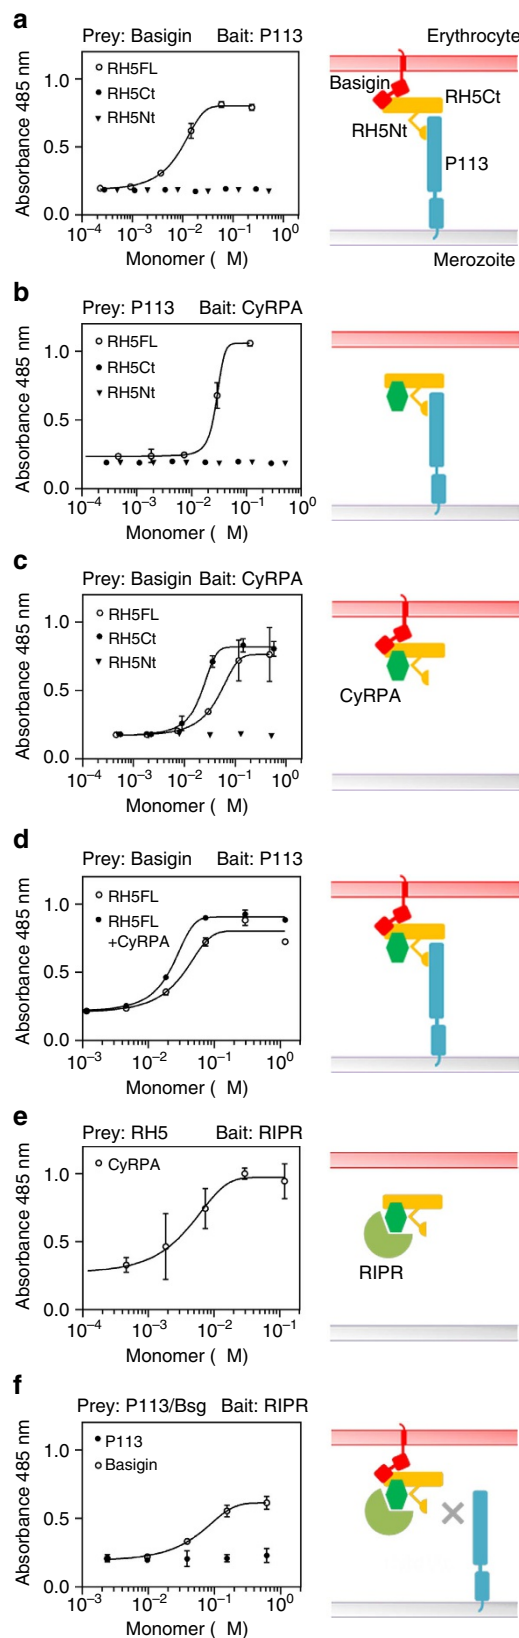 a
Prey: Basigin Bait: P113
Absorbance 485 nm
1.0
0.5
0.0
RH5FL
RH5Ct
RH5Nt
10⁻⁴ 10⁻³ 10⁻² 10⁻¹ 10⁰
Monomer ( M)
Erythrocyte
Basigin
RH5Ct
RH5Nt
P113
Merozoite
b
Prey: P113 Bait: CyRPA
Absorbance 485 nm
1.0
0.5
0.0
RH5FL
RH5Ct
RH5Nt
10⁻⁴ 10⁻³ 10⁻² 10⁻¹ 10⁰
Monomer ( M)
c
Prey: Basigin Bait: CyRPA
Absorbance 485 nm
1.0
0.5
0.0
RH5FL
RH5Ct
RH5Nt
10⁻⁴ 10⁻³ 10⁻² 10⁻¹ 10⁰
Monomer ( M)
CyRPA
d
Prey: Basigin Bait: P113
Absorbance 485 nm
1.0
0.5
0.0
RH5FL
RH5FL
+CyRPA
10⁻³ 10⁻² 10⁻¹ 10⁰
Monomer ( M)
e
Prey: RH5 Bait: RIPR
Absorbance 485 nm
1.0
0.5
0.0
CyRPA
10⁻⁴ 10⁻³ 10⁻² 10⁻¹
Monomer ( M)
RIPR
f
Prey: P113/Bsg Bait: RIPR
Absorbance 485 nm
1.0
0.5
0.0
P113
Basigin
10⁻³ 10⁻² 10⁻¹ 10⁰
Monomer ( M)